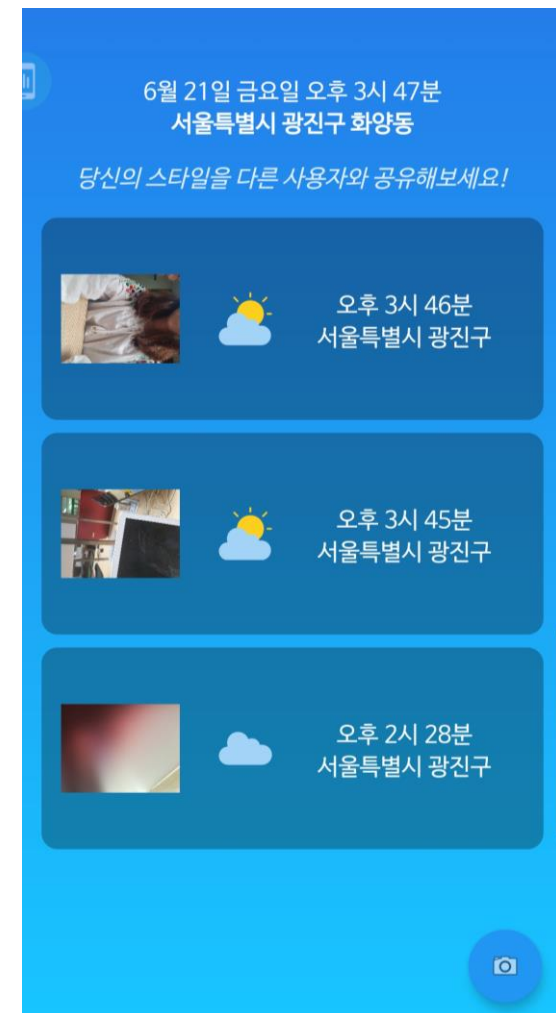 6월 21일 금요일 오후 3시 47분
서울특별시 광진구 화양동
당신의 스타일을 다른 사용자와 공유해보세요!
오후 3시 46분
서울특별시 광진구
오후 3시 45분
서울특별시 광진구
오후 2시 28분
서울특별시 광진구